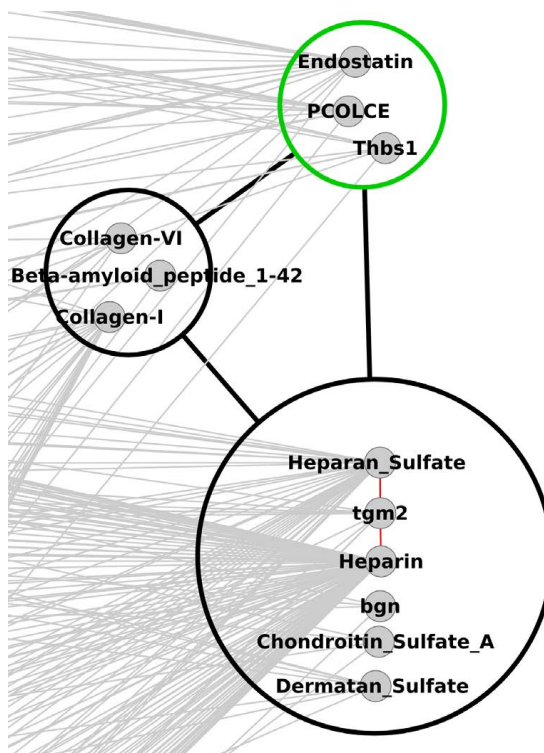 Endostatin
PCOLCE
Thbs1
Collagen-VI
Beta-amyloid_peptide_1-42
Collagen-I
Heparan_Sulfate
tgm2
Heparin
bgn
Chondroitin_Sulfate_A
Dermatan_Sulfate